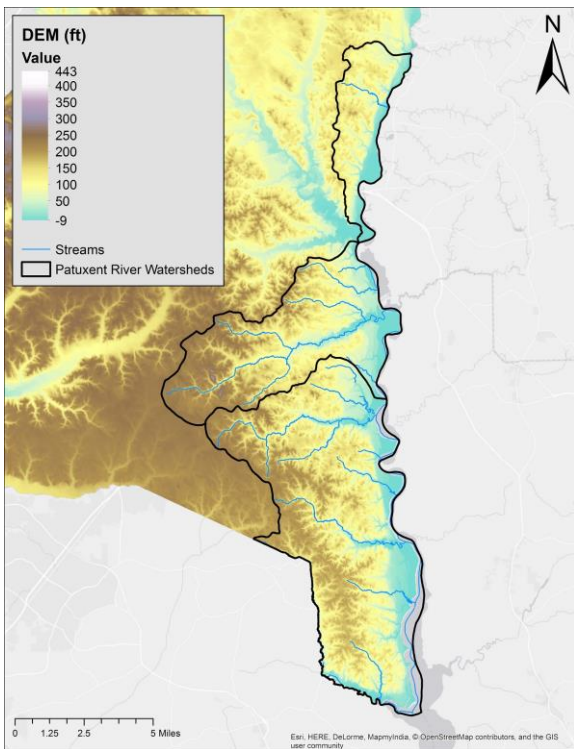 DEM (ft)
Value
443
400
350
300
250
200
150
100
50
-9
Streams
Patuxent River Watersheds
N
0 1.25 2.5 5 Miles
Esri, HERE, DeLorme, MapmyIndia, © OpenStreetMap contributors, and the GIS
user community